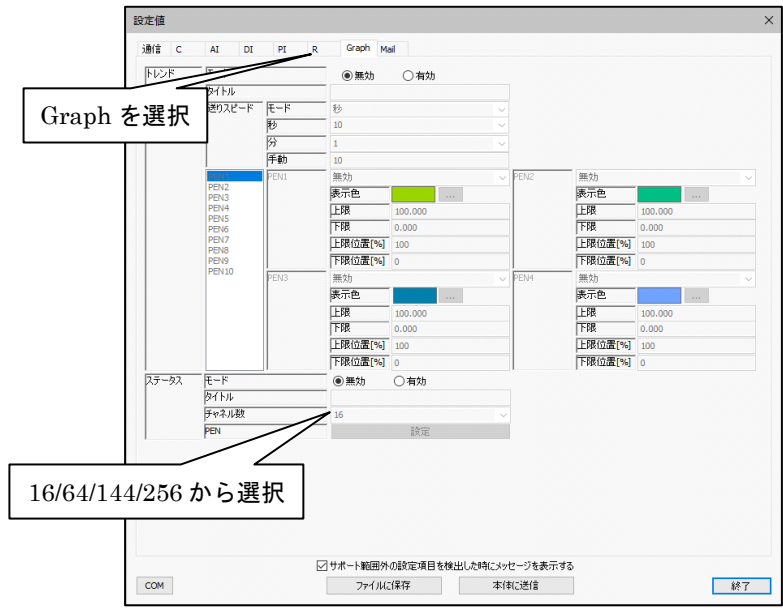 設定値
通信 C AI DI PI R Graph Mail
トレンド
無効 有効
タイトル
Graph を選択
送りスピード モード 秒
秒 10
分 1
手動 10
PEN1 無効
表示色 ...
上限 100.000
下限 0.000
上限位置[%] 100
下限位置[%] 0
PEN2 無効
表示色 ...
上限 100.000
下限 0.000
上限位置[%] 100
下限位置[%] 0
PEN2
PEN3
PEN4
PEN5
PEN6
PEN7
PEN8
PEN9
PEN10
PEN3 無効
表示色 ...
上限 100.000
下限 0.000
上限位置[%] 100
下限位置[%] 0
PEN4 無効
表示色 ...
上限 100.000
下限 0.000
上限位置[%] 100
下限位置[%] 0
ステータス モード 無効 有効
タイトル
チャネル数 16
PEN 設定
16/64/144/256 から選択
サポート範囲外の設定項目を検出した時にメッセージを表示する
COM ファイルに保存 本体に送信 終了